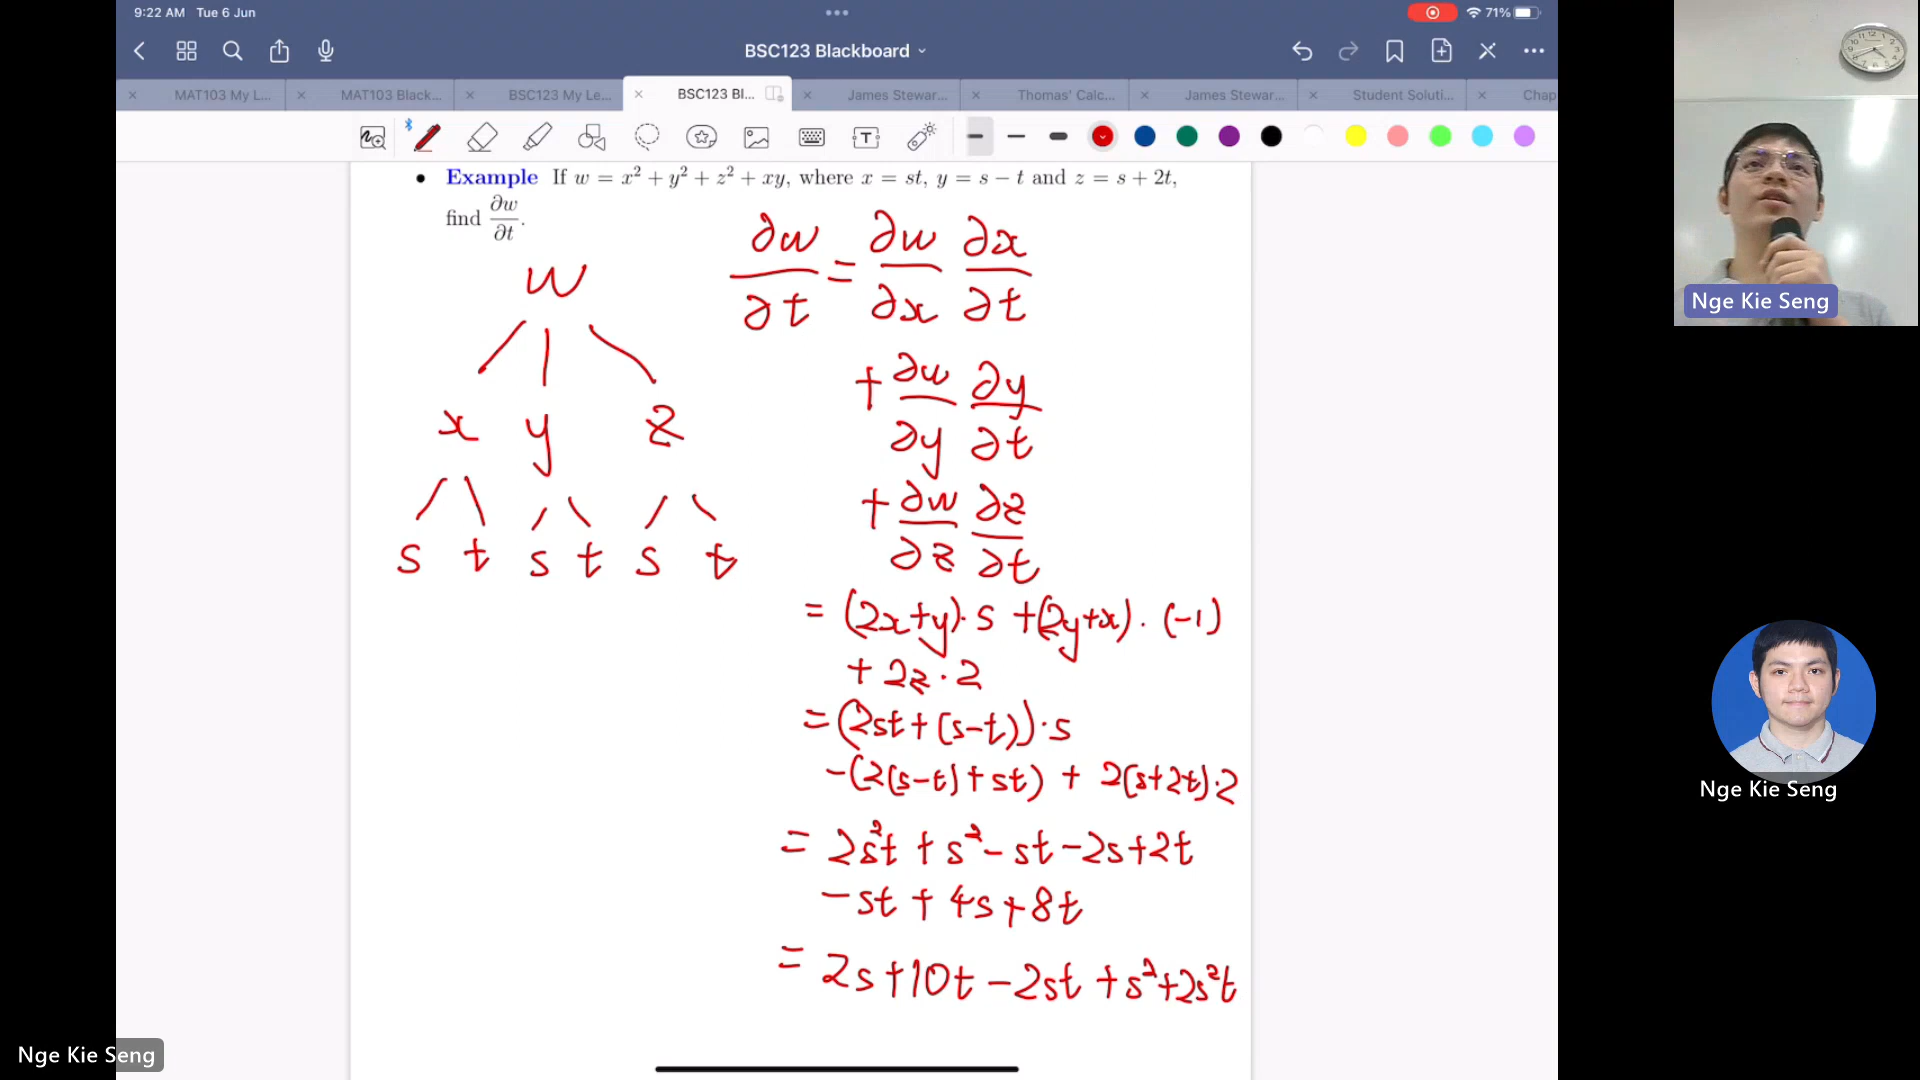 9:22 AM Tue 6 Jun
71%
BSC123 Blackboard
MAT103 My L...
MAT103 Black...
BSC123 My Le...
BSC123 Bl...
James Stewar...
Thomas' Calc...
James Stewar...
Student Soluti...
Chap
T
• Example If w = x² + y² + z² + xy, where x = st, y = s − t and z = s + 2t,
find ∂w/∂t.
w
x y z
s t s t s t
∂w/∂t = ∂w/∂x ∂x/∂t
+ ∂w/∂y ∂y/∂t
+ ∂w/∂z ∂z/∂t
= (2x+y)·s + (2y+x)·(-1)
+ 2z·2
= (2st+(s-t))·s
-(2(s-t)+st) + 2(s+2t)·2
= 2s²t + s² - st - 2s + 2t
- st + 4s + 8t
= 2s + 10t - 2st + s² + 2s²t
Nge Kie Seng
Nge Kie Seng
Nge Kie Seng